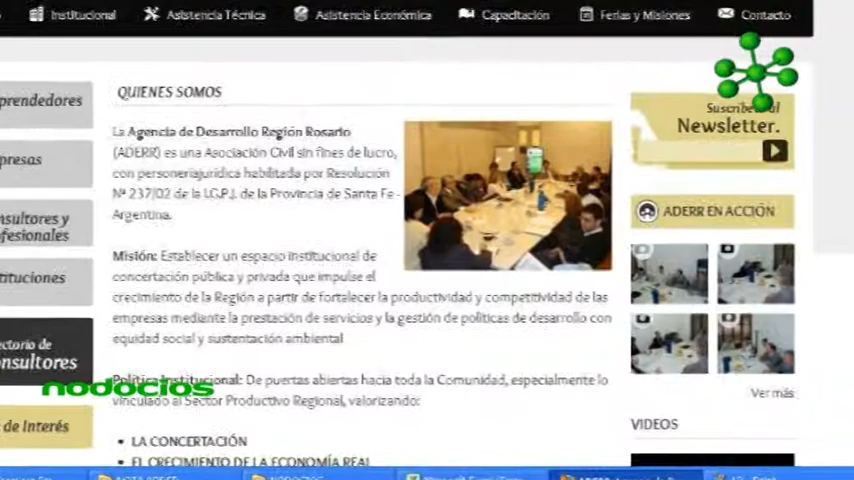 Institucional
Asistencia Técnica
Asistencia Económica
Capacitación
Ferias y Misiones
Contacto
prendedores
presas
nsultores y
ofesionales
tituciones
ectorio de
onsultores
nodocios
de Interés
QUIENES SOMOS
La Agencia de Desarrollo Región Rosario
(ADERR) es una Asociación Civil sin fines de lucro,
con personeriajurídica habilitada por Resolución
Nº 237/02 de la I.G.P.J. de la Provincia de Santa Fe -
Argentina.
Misión: Establecer un espacio institucional de
concertación pública y privada que impulse el
crecimiento de la Región a partir de fortalecer la productividad y competitividad de las
empresas mediante la prestación de servicios y la gestión de políticas de desarrollo con
equidad social y sustentación ambiental
Política Institucional: De puertas abiertas hacia toda la Comunidad, especialmente lo
vinculado al Sector Productivo Regional, valorizando:
• LA CONCERTACIÓN
• EL CRECIMIENTO DE LA ECONOMÍA REAL
Suscribete al
Newsletter.
ADERR EN ACCIÓN
Ver más
VIDEOS